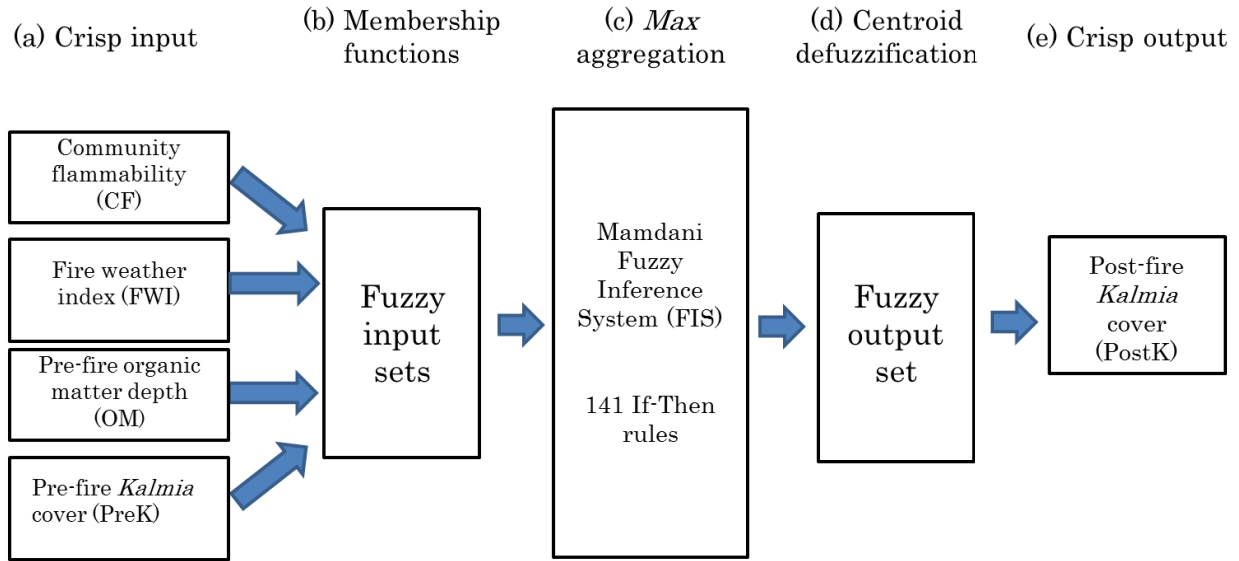 (a) Crisp input
(b) Membership
functions
(c) Max
aggregation
(d) Centroid
defuzzification
(e) Crisp output
Community
flammability
(CF)
Fire weather
index (FWI)
Pre-fire organic
matter depth
(OM)
Pre-fire Kalmia
cover (PreK)
Fuzzy
input
sets
Mamdani
Fuzzy
Inference
System (FIS)
141 If-Then
rules
Fuzzy
output
set
Post-fire
Kalmia
cover
(PostK)